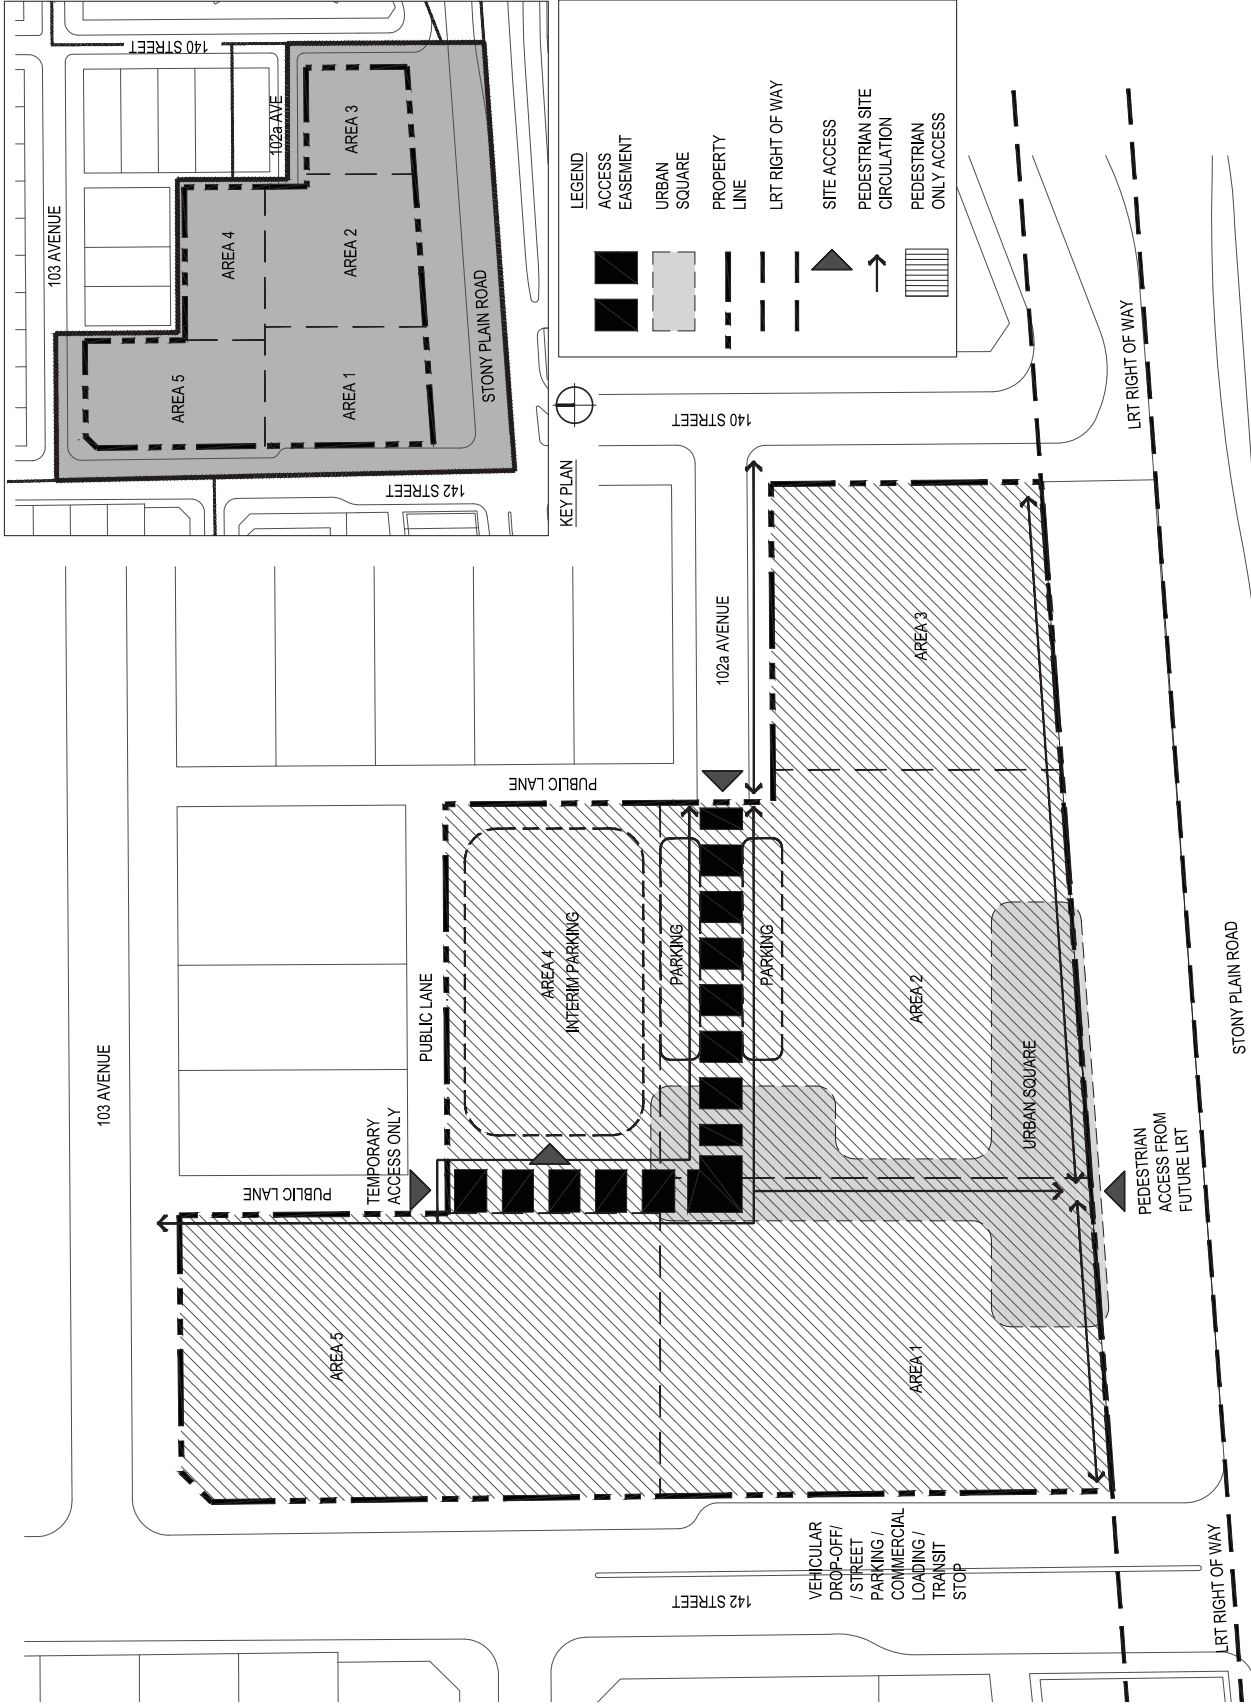 140 STREET
102a AVE
103 AVENUE
AREA 3
AREA 4
AREA 2
AREA 5
AREA 1
STONY PLAIN ROAD
142 STREET
KEY PLAN
LEGEND
ACCESS
EASEMENT
URBAN
SQUARE
PROPERTY
LINE
LRT RIGHT OF WAY
SITE ACCESS
PEDESTRIAN SITE
CIRCULATION
PEDESTRIAN
ONLY ACCESS
103 AVENUE
PUBLIC LANE
TEMPORARY
ACCESS ONLY
PUBLIC LANE
PUBLIC LANE
AREA 4
INTERIM PARKING
PARKING
PARKING
102a AVENUE
140 STREET
LRT RIGHT OF WAY
AREA 3
AREA 2
URBAN SQUARE
AREA 5
AREA 1
PEDESTRIAN
ACCESS FROM
FUTURE LRT
STONY PLAIN ROAD
142 STREET
VEHICULAR
DROP-OFF/
/ STREET
PARKING /
COMMERCIAL
LOADING /
TRANSIT
STOP
LRT RIGHT OF WAY